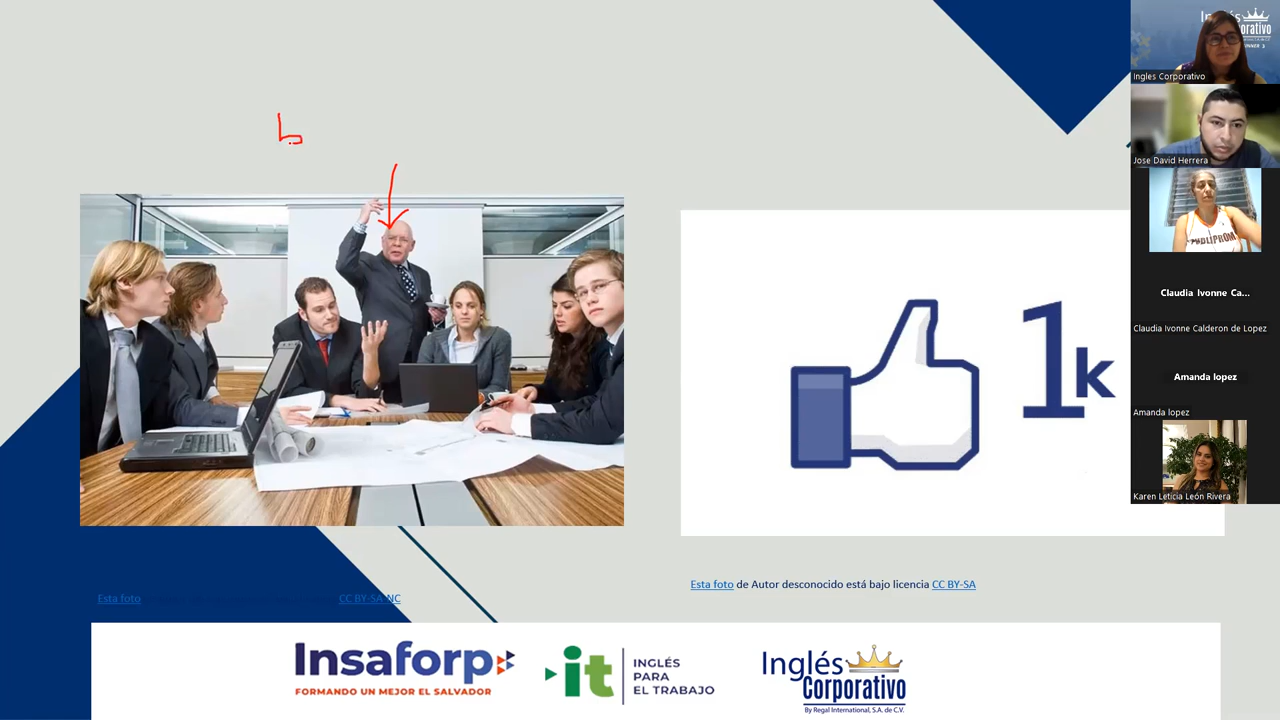 1k
Esta foto de Autor desconocido está bajo licencia CC BY-SA
Esta foto
CC BY-SA-NC
Insaforp
FORMANDO UN MEJOR EL SALVADOR
it
INGLÉS
PARA
EL TRABAJO
Inglés
Corporativo
By Regal International, S.A. de C.V.
Ingles Corporativo
Jose David Herrera
PUBLIPROM
Claudia Ivonne Ca...
Claudia Ivonne Calderon de Lopez
Amanda lopez
Amanda lopez
Karen Leticia León Rivera